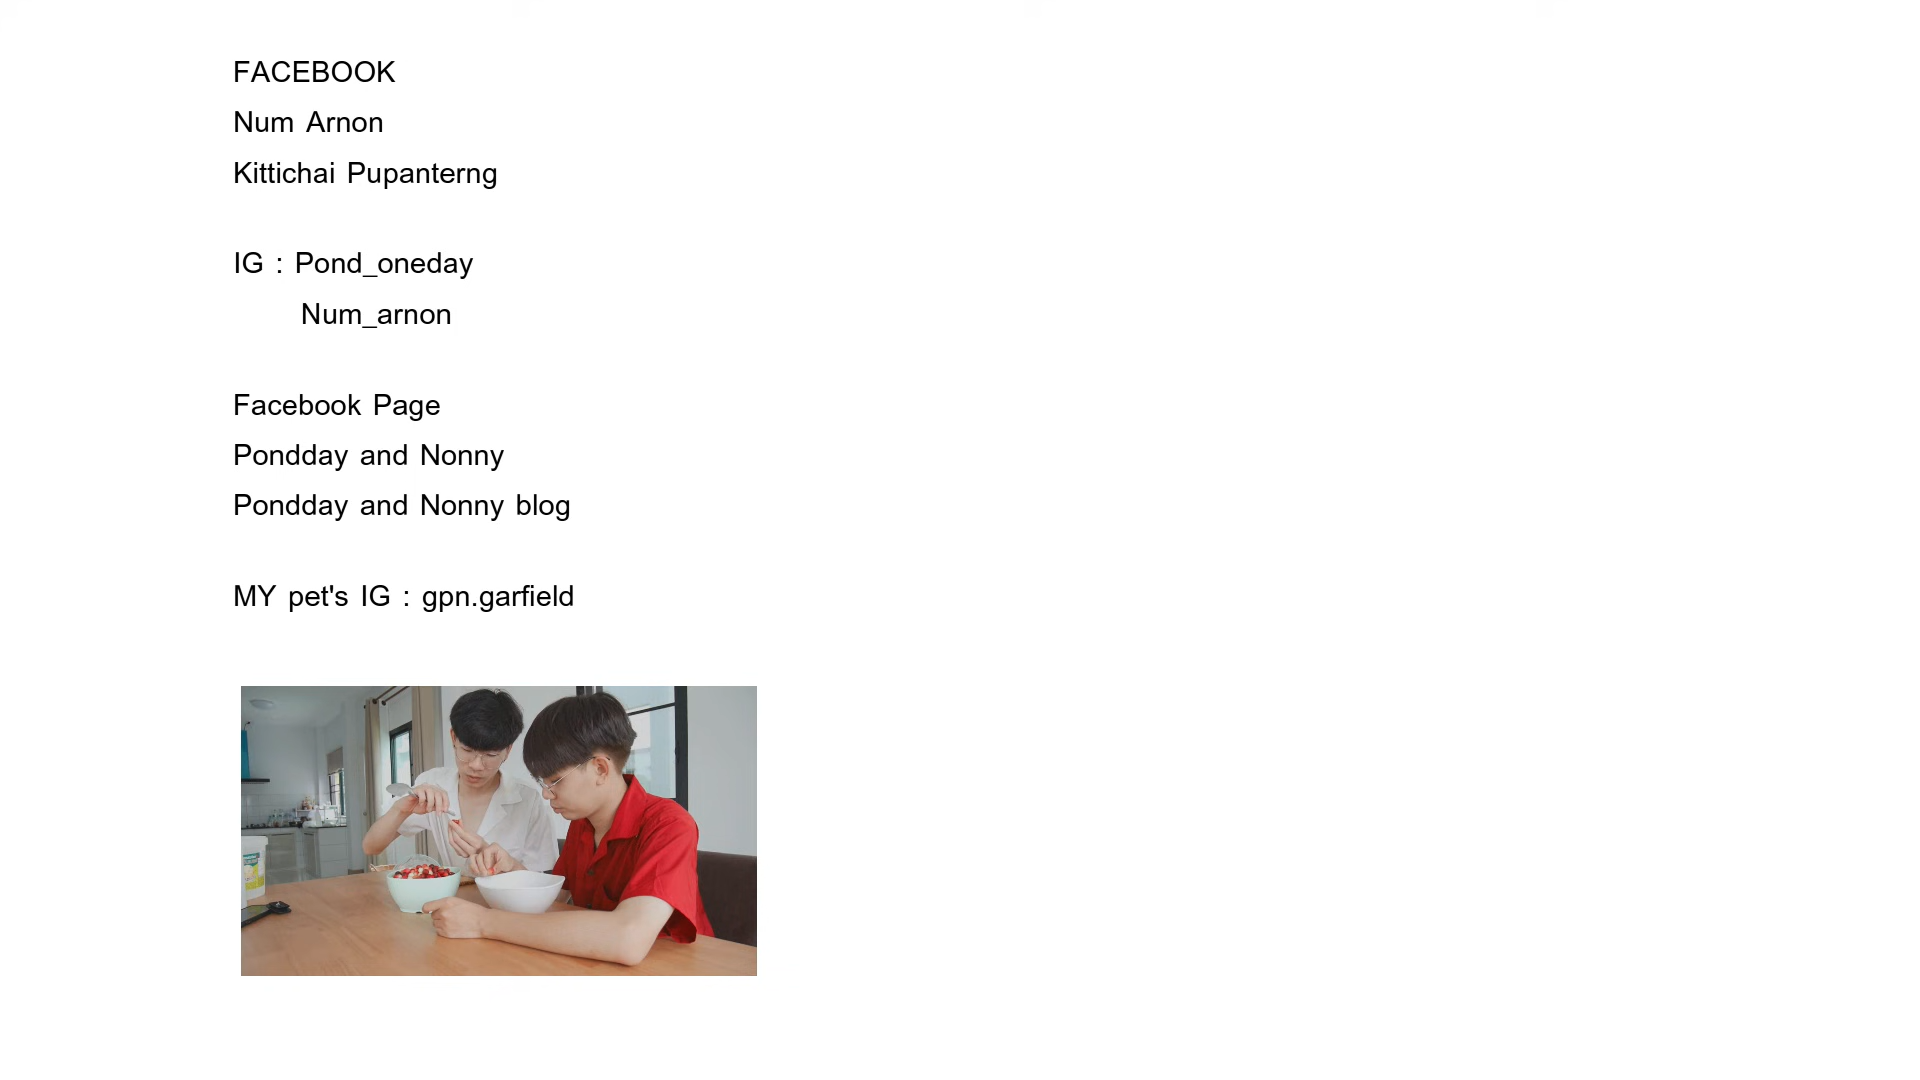 FACEBOOK
Num Arnon
Kittichai Pupanterng
IG : Pond_oneday
Num_arnon
Facebook Page
Pondday and Nonny
Pondday and Nonny blog
MY pet's IG : gpn.garfield